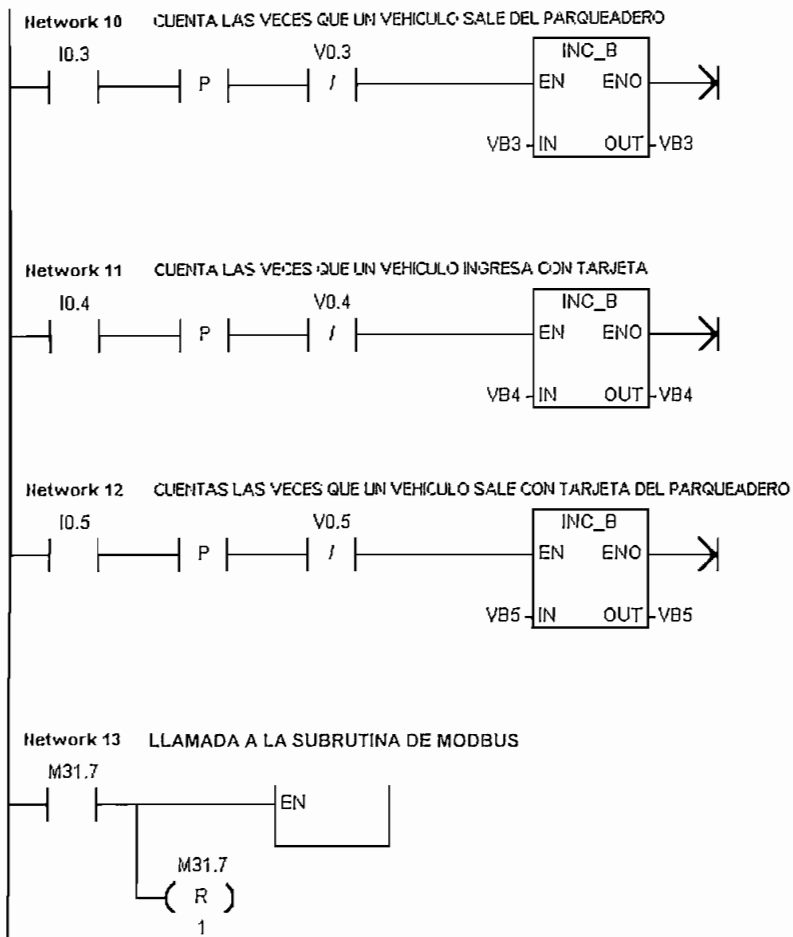 Network 10 CUENTA LAS VECES QUE UN VEHICULO SALE DEL PARQUEADERO
I0.3 V0.3 INC_B
P / EN ENO
VB3 IN OUT VB3
Network 11 CUENTA LAS VECES QUE UN VEHICULO INGRESA CON TARJETA
I0.4 V0.4 INC_B
P / EN ENO
VB4 IN OUT VB4
Network 12 CUENTAS LAS VECES QUE UN VEHICULO SALE CON TARJETA DEL PARQUEADERO
I0.5 V0.5 INC_B
P / EN ENO
VB5 IN OUT VB5
Network 13 LLAMADA A LA SUBRUTINA DE MODBUS
M31.7
EN
M31.7
( R )
1